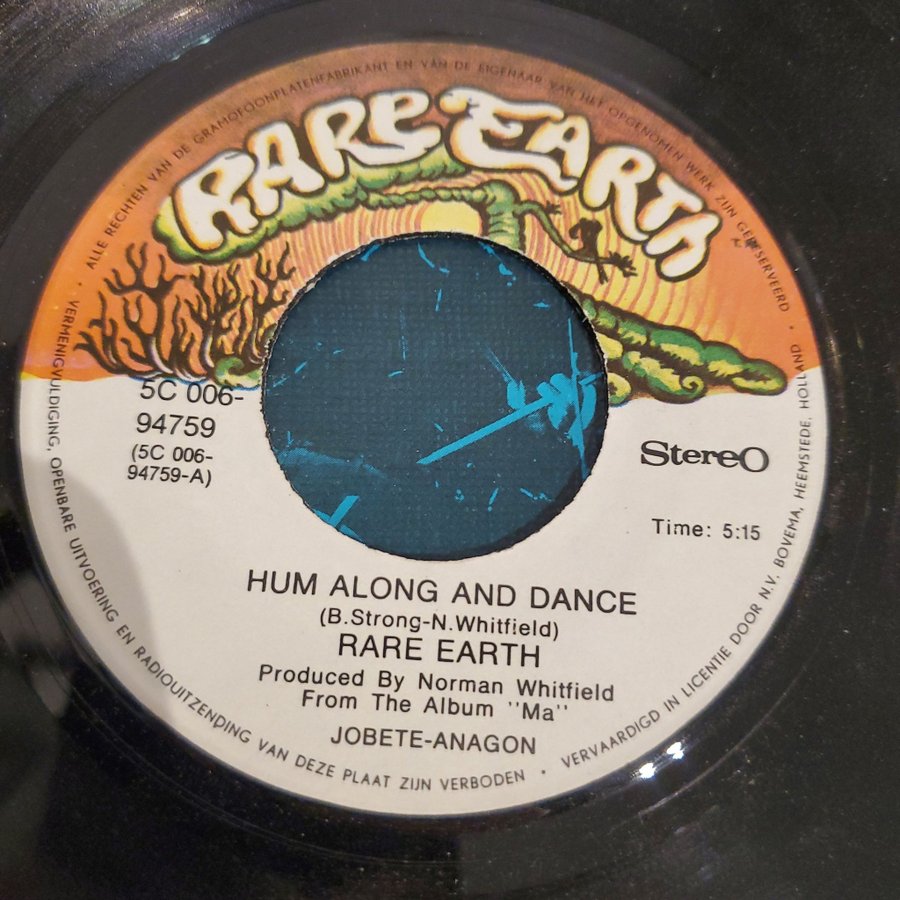 ALLE RECHTEN VAN DE GRAMOFOONPLATENFABRIKANT EN VAN DE EIGENAAR VAN HET OPGENOMEN WERK ZIJN GERESERVEERD •
RARE EARTH
5C 006-
94759
(5C 006-
94759-A)
Stereo
Time: 5:15
HUM ALONG AND DANCE
(B.Strong-N.Whitfield)
RARE EARTH
Produced By Norman Whitfield
From The Album "Ma"
JOBETE-ANAGON
• VERMENIGVULDIGING, OPENBARE UITVOERING EN RADIOUITZENDING VAN DEZE PLAAT ZIJN VERBODEN •
VERVAARDIGD IN LICENTIE DOOR N.V. BOVEMA, HEEMSTEDE, HOLLAND